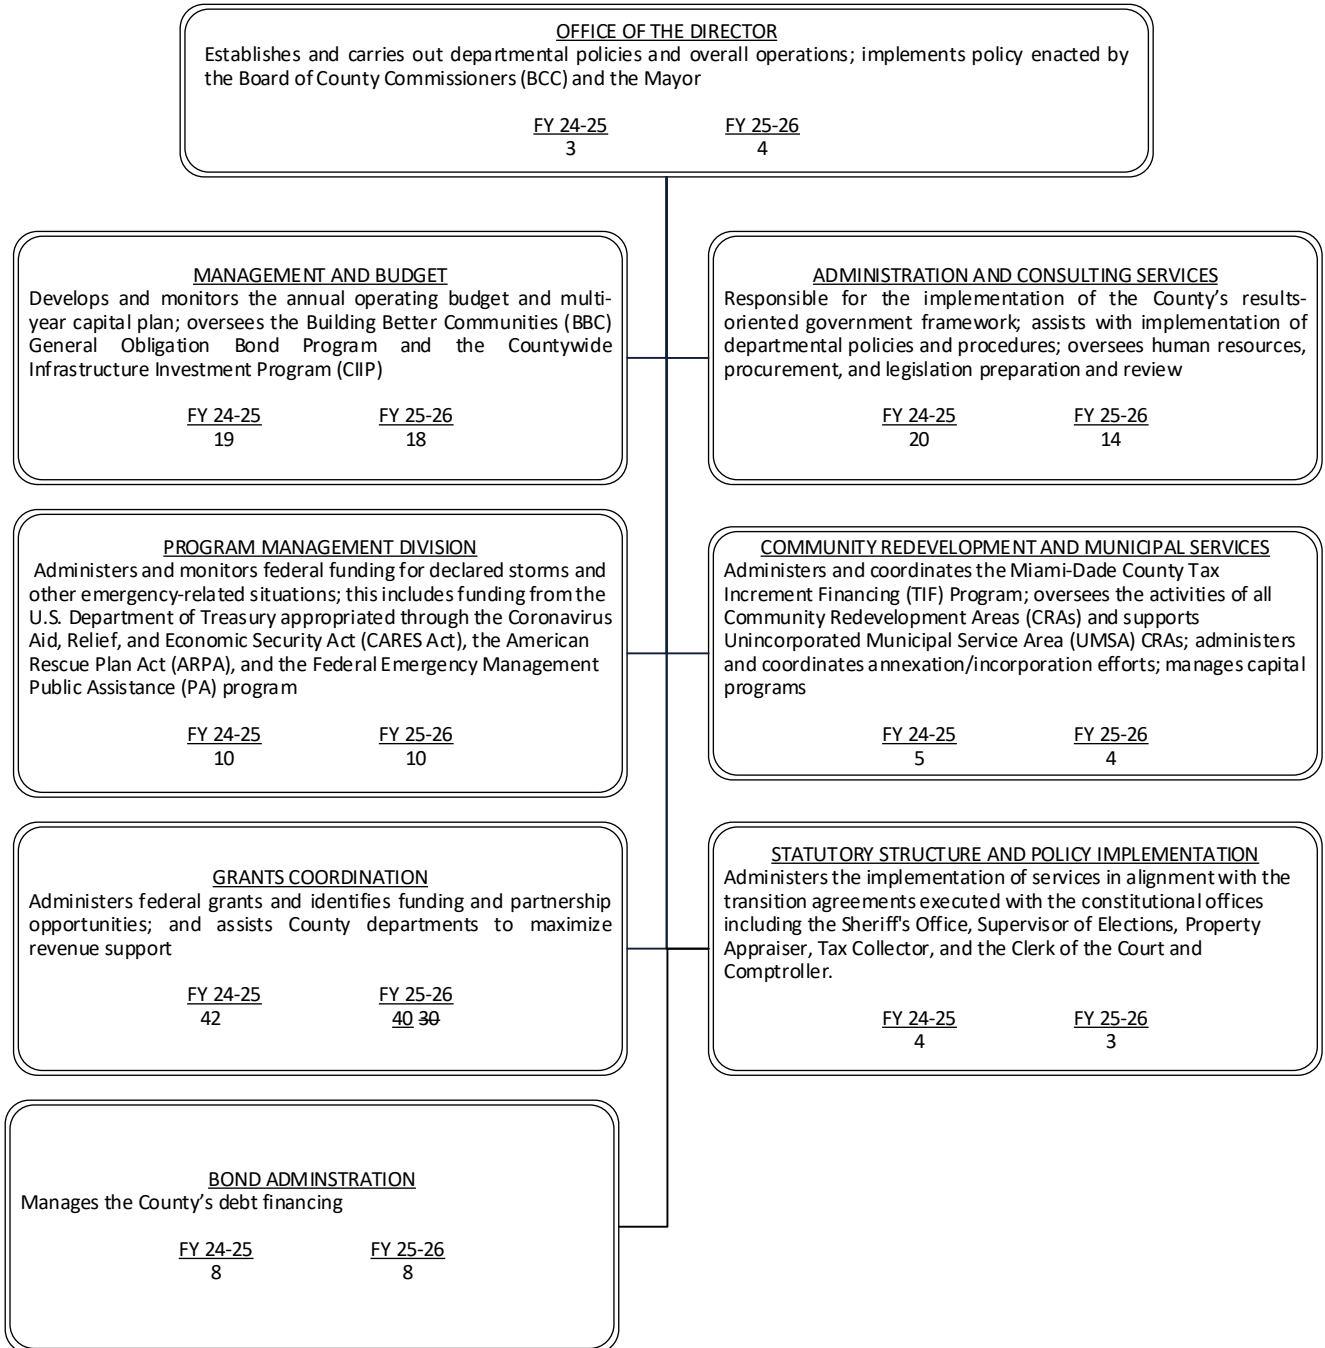 OFFICE OF THE DIRECTOR
Establishes and carries out departmental policies and overall operations; implements policy enacted by
the Board of County Commissioners (BCC) and the Mayor
FY 24-25 FY 25-26
3 4
MANAGEMENT AND BUDGET
Develops and monitors the annual operating budget and multi-
year capital plan; oversees the Building Better Communities (BBC)
General Obligation Bond Program and the Countywide
Infrastructure Investment Program (CIIP)
FY 24-25 FY 25-26
19 18
ADMINISTRATION AND CONSULTING SERVICES
Responsible for the implementation of the County’s results-
oriented government framework; assists with implementation of
departmental policies and procedures; oversees human resources,
procurement, and legislation preparation and review
FY 24-25 FY 25-26
20 14
PROGRAM MANAGEMENT DIVISION
Administers and monitors federal funding for declared storms and
other emergency-related situations; this includes funding from the
U.S. Department of Treasury appropriated through the Coronavirus
Aid, Relief, and Economic Security Act (CARES Act), the American
Rescue Plan Act (ARPA), and the Federal Emergency Management
Public Assistance (PA) program
FY 24-25 FY 25-26
10 10
COMMUNITY REDEVELOPMENT AND MUNICIPAL SERVICES
Administers and coordinates the Miami-Dade County Tax
Increment Financing (TIF) Program; oversees the activities of all
Community Redevelopment Areas (CRAs) and supports
Unincorporated Municipal Service Area (UMSA) CRAs; administers
and coordinates annexation/incorporation efforts; manages capital
programs
FY 24-25 FY 25-26
5 4
GRANTS COORDINATION
Administers federal grants and identifies funding and partnership
opportunities; and assists County departments to maximize
revenue support
FY 24-25 FY 25-26
42 40 30
STATUTORY STRUCTURE AND POLICY IMPLEMENTATION
Administers the implementation of services in alignment with the
transition agreements executed with the constitutional offices
including the Sheriff's Office, Supervisor of Elections, Property
Appraiser, Tax Collector, and the Clerk of the Court and
Comptroller.
FY 24-25 FY 25-26
4 3
BOND ADMINSTRATION
Manages the County’s debt financing
FY 24-25 FY 25-26
8 8